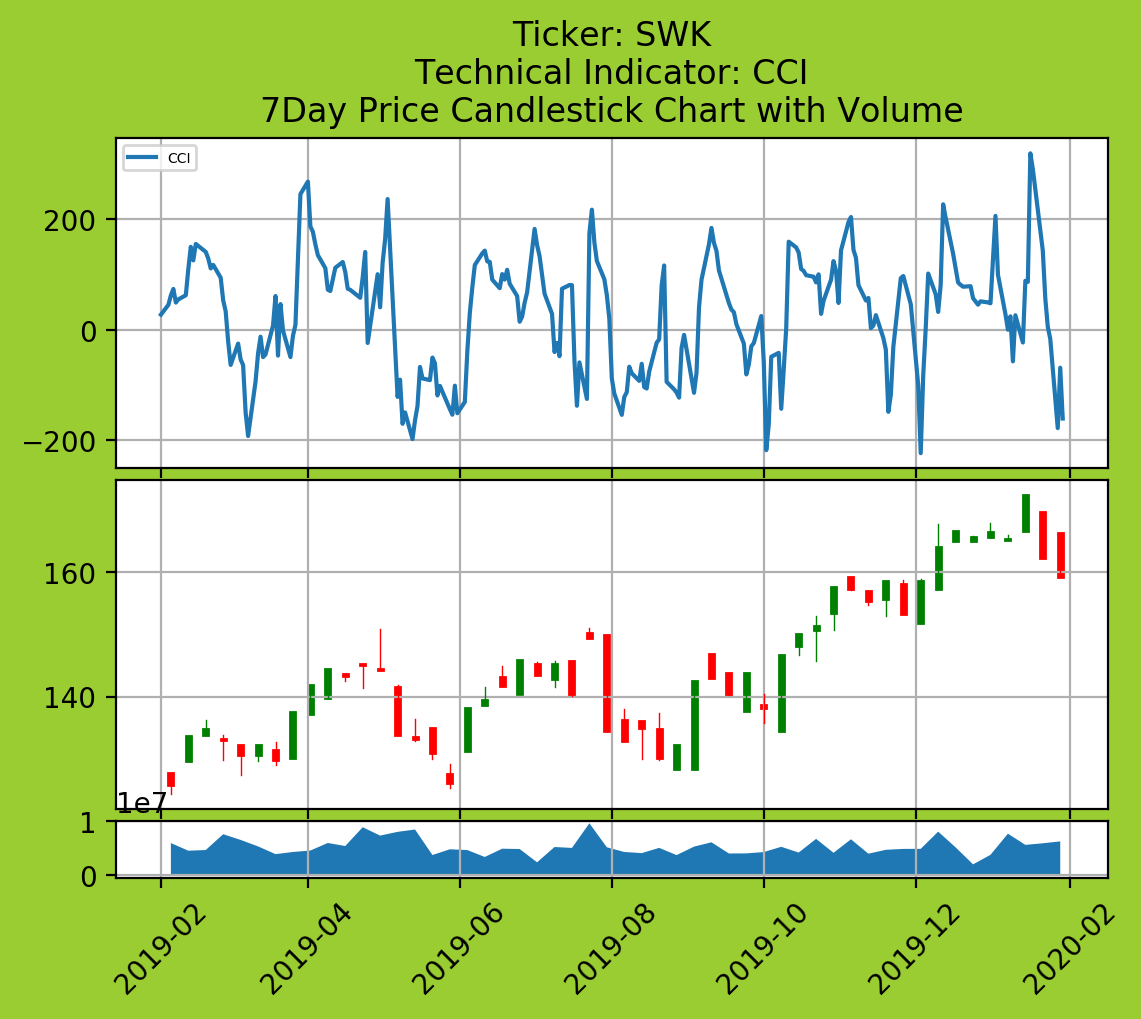 Ticker: SWK
Technical Indicator: CCI
7Day Price Candlestick Chart with Volume
CCI
200
0
−200
160
140
1e7
1
0
2019-02
2019-04
2019-06
2019-08
2019-10
2019-12
2020-02